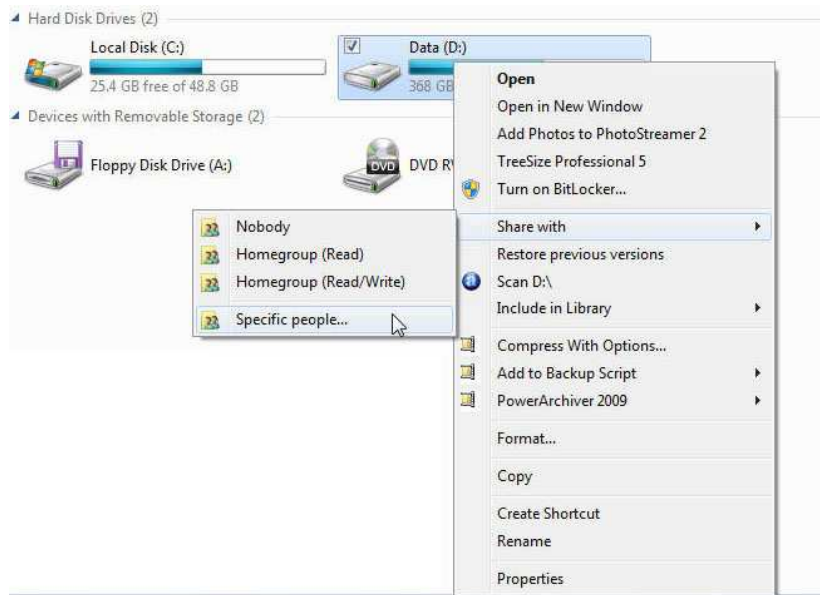 Hard Disk Drives (2)
Local Disk (C:)
25.4 GB free of 48.8 GB
Data (D:)
368 GB
Devices with Removable Storage (2)
Floppy Disk Drive (A:)
DVD
DVD
Open
Open in New Window
Add Photos to PhotoStreamer 2
TreeSize Professional 5
Turn on BitLocker...
Share with
Restore previous versions
Scan D:\
Include in Library
Compress With Options...
Add to Backup Script
PowerArchiver 2009
Format...
Copy
Create Shortcut
Rename
Properties
Nobody
Homegroup (Read)
Homegroup (Read/Write)
Specific people...